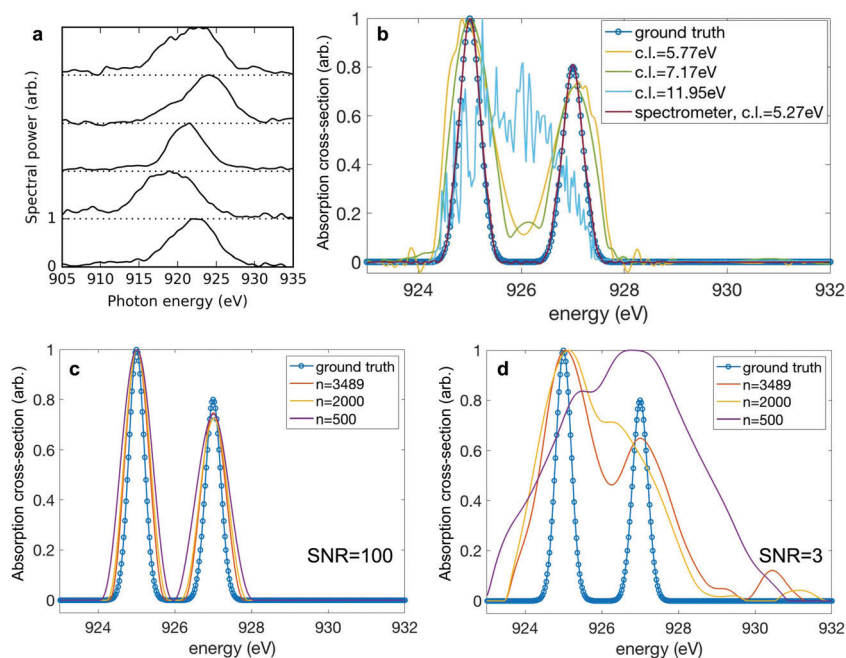 a
Spectral power (arb.)
1
0
905 910 915 920 925 930 935
Photon energy (eV)
b
Absorption cross-section (arb.)
1
0.8
0.6
0.4
0.2
0
924 926 928 930 932
energy (eV)
ground truth
c.l.=5.77eV
c.l.=7.17eV
c.l.=11.95eV
spectrometer, c.l.=5.27eV
c
Absorption cross-section (arb.)
1
0.8
0.6
0.4
0.2
0
924 926 928 930 932
energy (eV)
ground truth
n=3489
n=2000
n=500
SNR=100
d
Absorption cross-section (arb.)
1
0.8
0.6
0.4
0.2
0
924 926 928 930 932
energy (eV)
ground truth
n=3489
n=2000
n=500
SNR=3